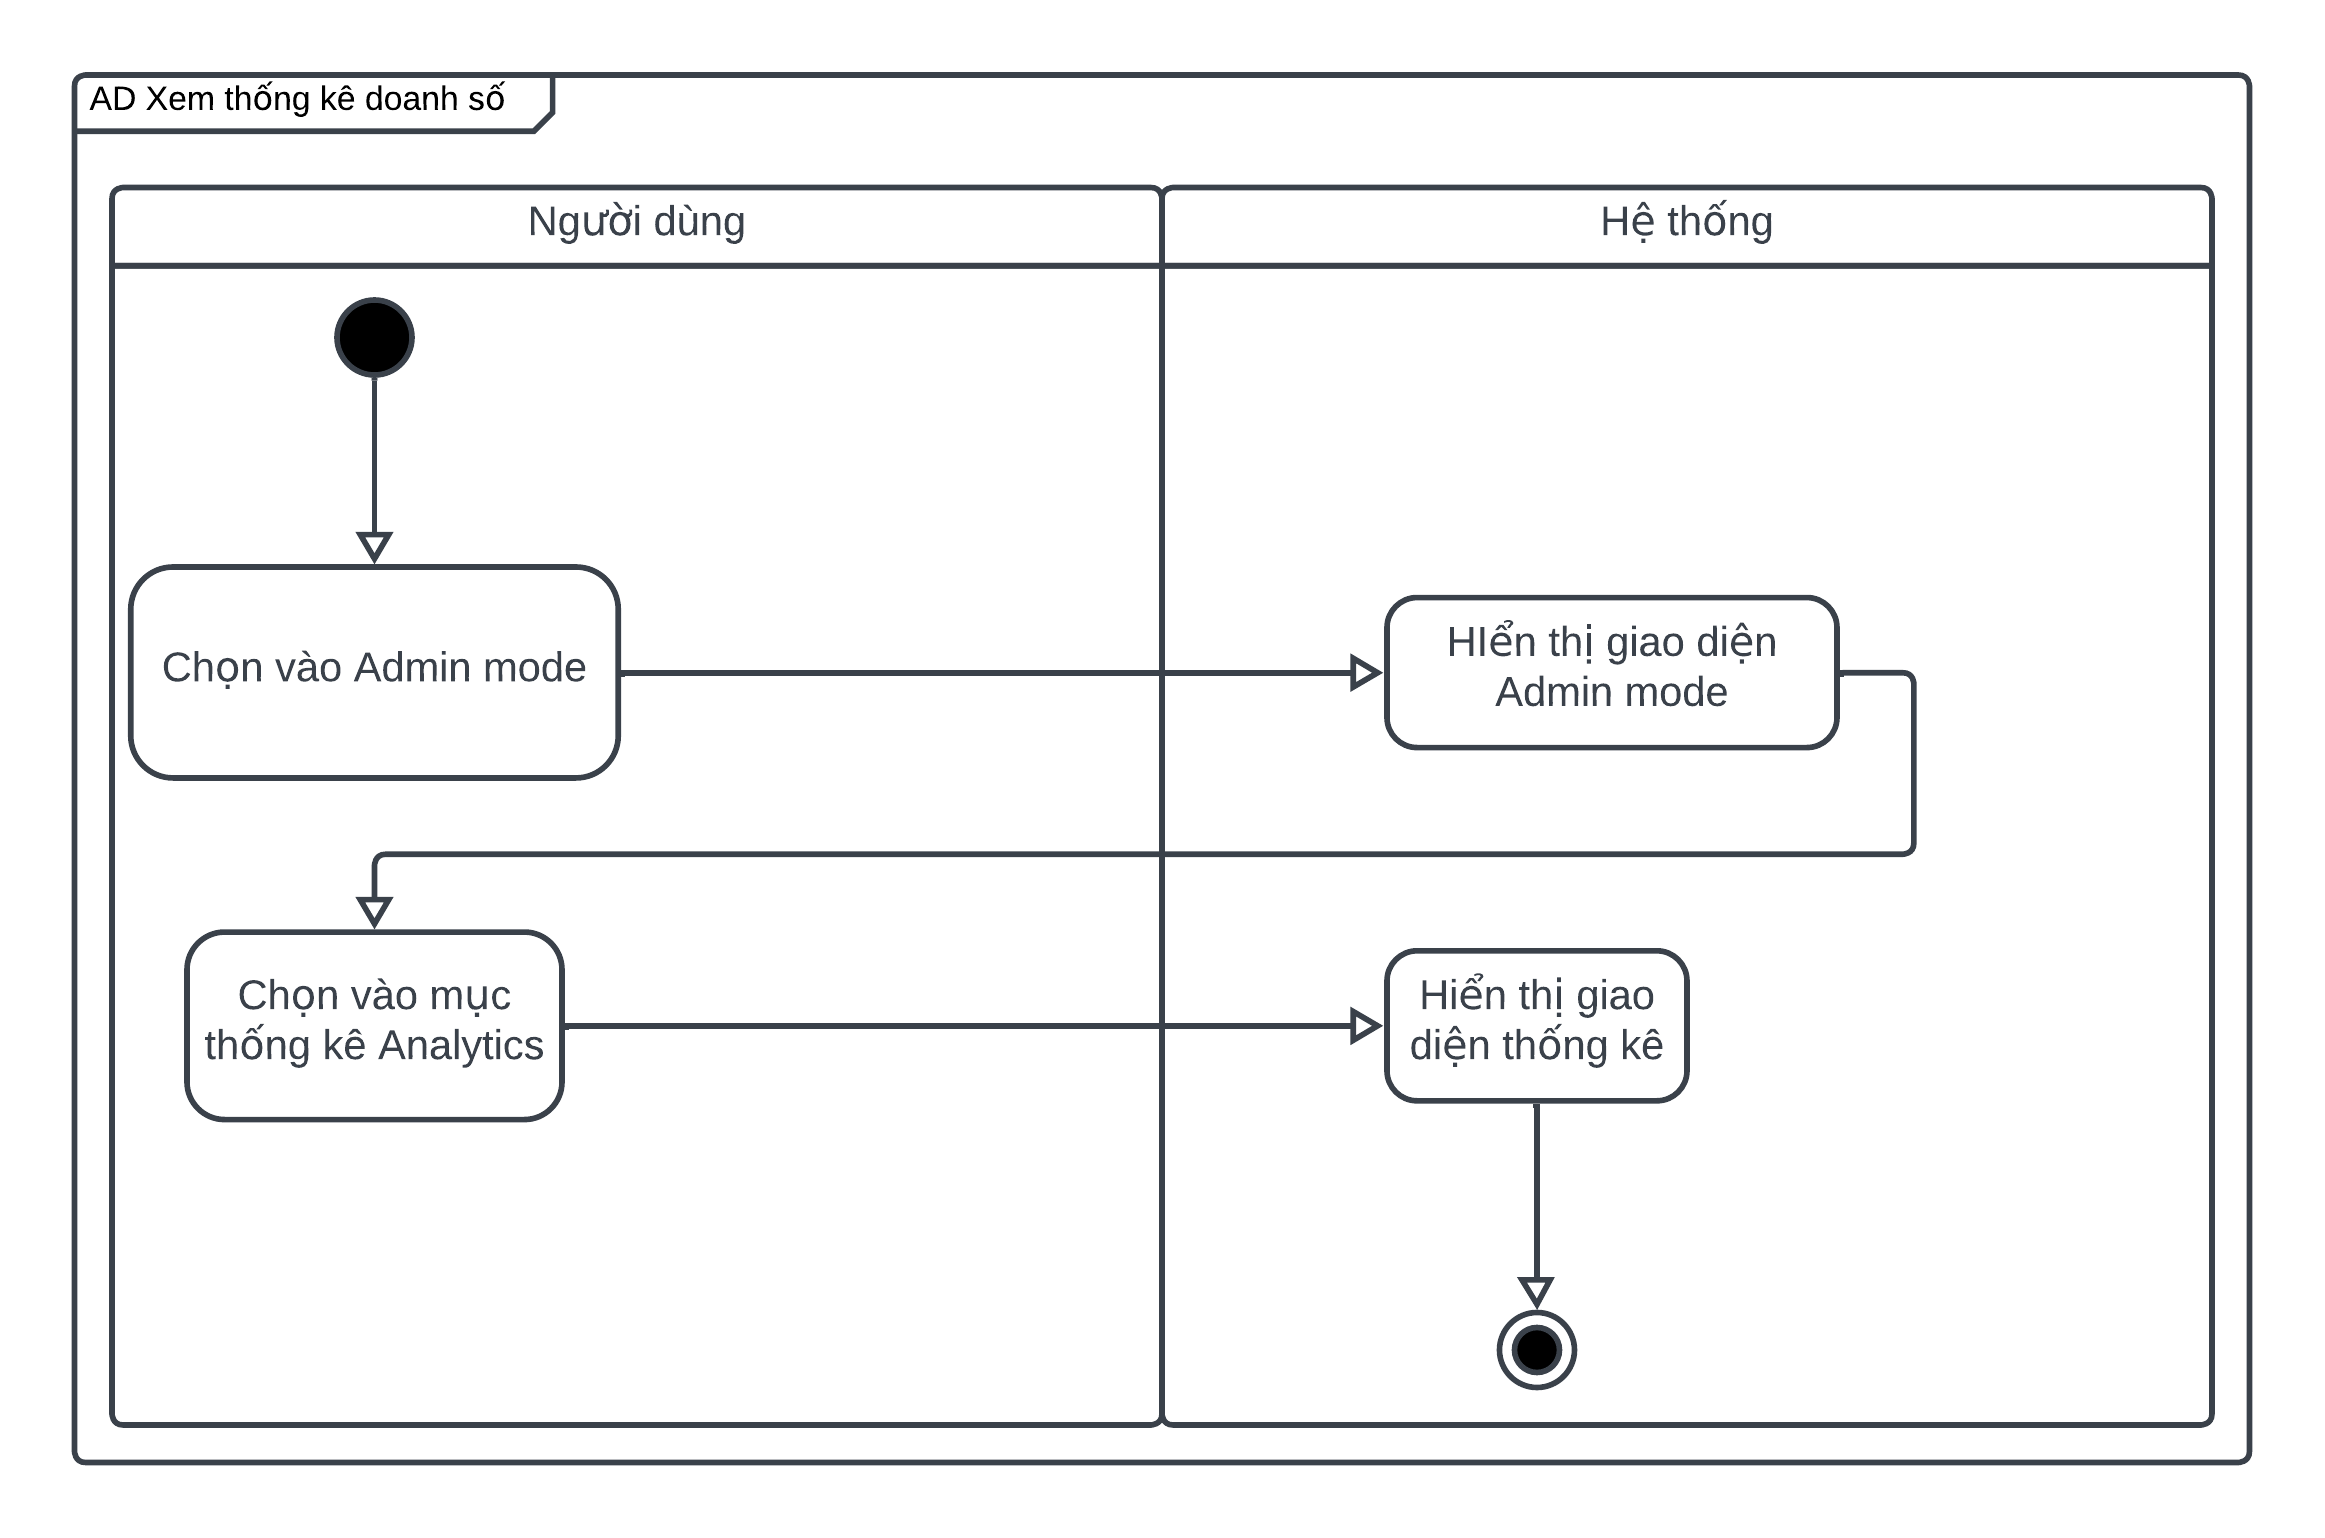 AD Xem thống kê doanh số
Người dùng
Hệ thống
Chọn vào Admin mode
HIển thị giao diện
Admin mode
Chọn vào mục
thống kê Analytics
Hiển thị giao
diện thống kê